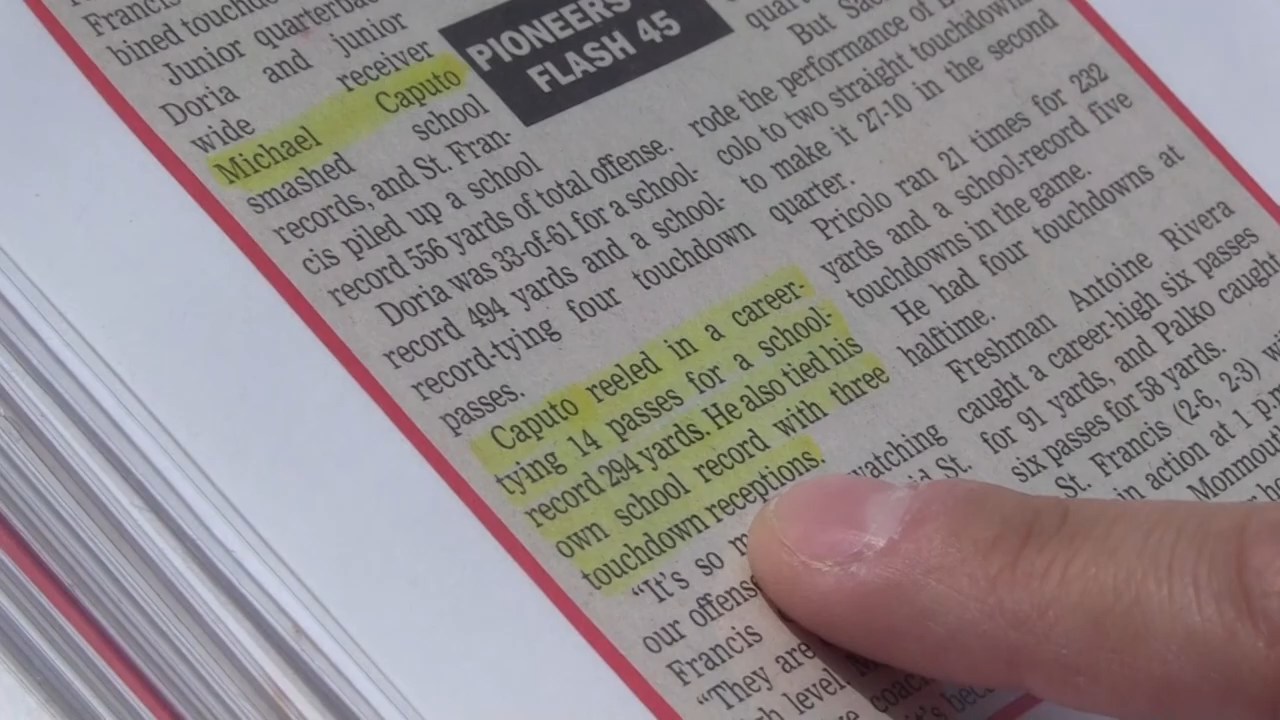 Francis
bined touchdo
Junior quarterbac
Doria and junior
wide receiver
Michael Caputo
smashed school
records, and St. Fran-
cis piled up a school
record 556 yards of total offense.
Doria was 33-of-61 for a school-
record 494 yards and a school-
record-tying four touchdown
passes.
Caputo reeled in a career-
tying 14 passes for a school-
record 294 yards. He also tied his
own school record with three
touchdown receptions.
"It's so
our offense
Francis
"They are
level.
PIONEERS
FLASH 45
But
rode the performance of
colo to two straight touchdowns
to make it 27-10 in the second
quarter.
Pricolo ran 21 times for 232
yards and a school-record five
touchdowns in the game.
He had four touchdowns at
halftime.
Freshman Antoine Rivera
caught a career-high six passes
for 91 yards, and Palko caught
six passes for 58 yards.
St. Francis (2-6, 2-3)
in action at 1 p.m
Monmout
watching
St.